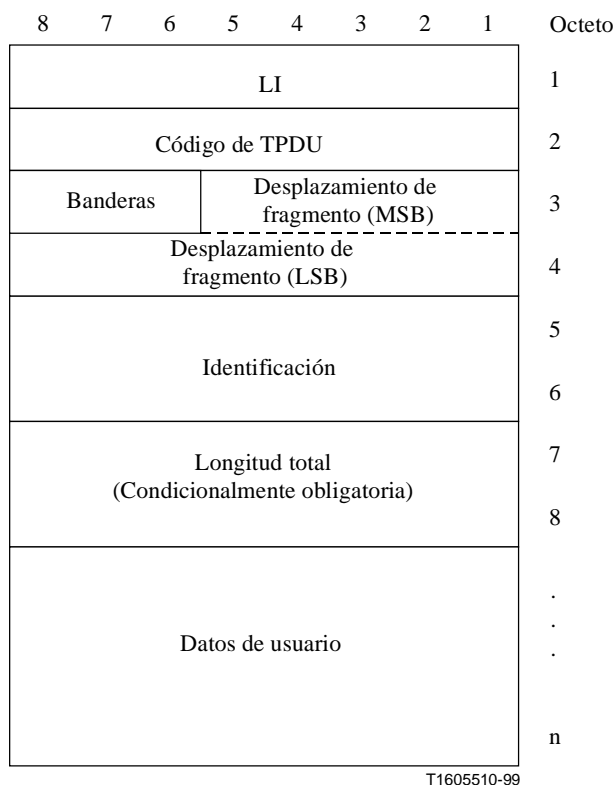 8 7 6 5 4 3 2 1 Octeto
LI 1
Código de TPDU 2
Banderas
Desplazamiento de
fragmento (MSB)
3
Desplazamiento de
fragmento (LSB)
4
5
Identificación
6
7
Longitud total
(Condicionalmente obligatoria)
8
.
.
.
Datos de usuario
n
T1605510-99